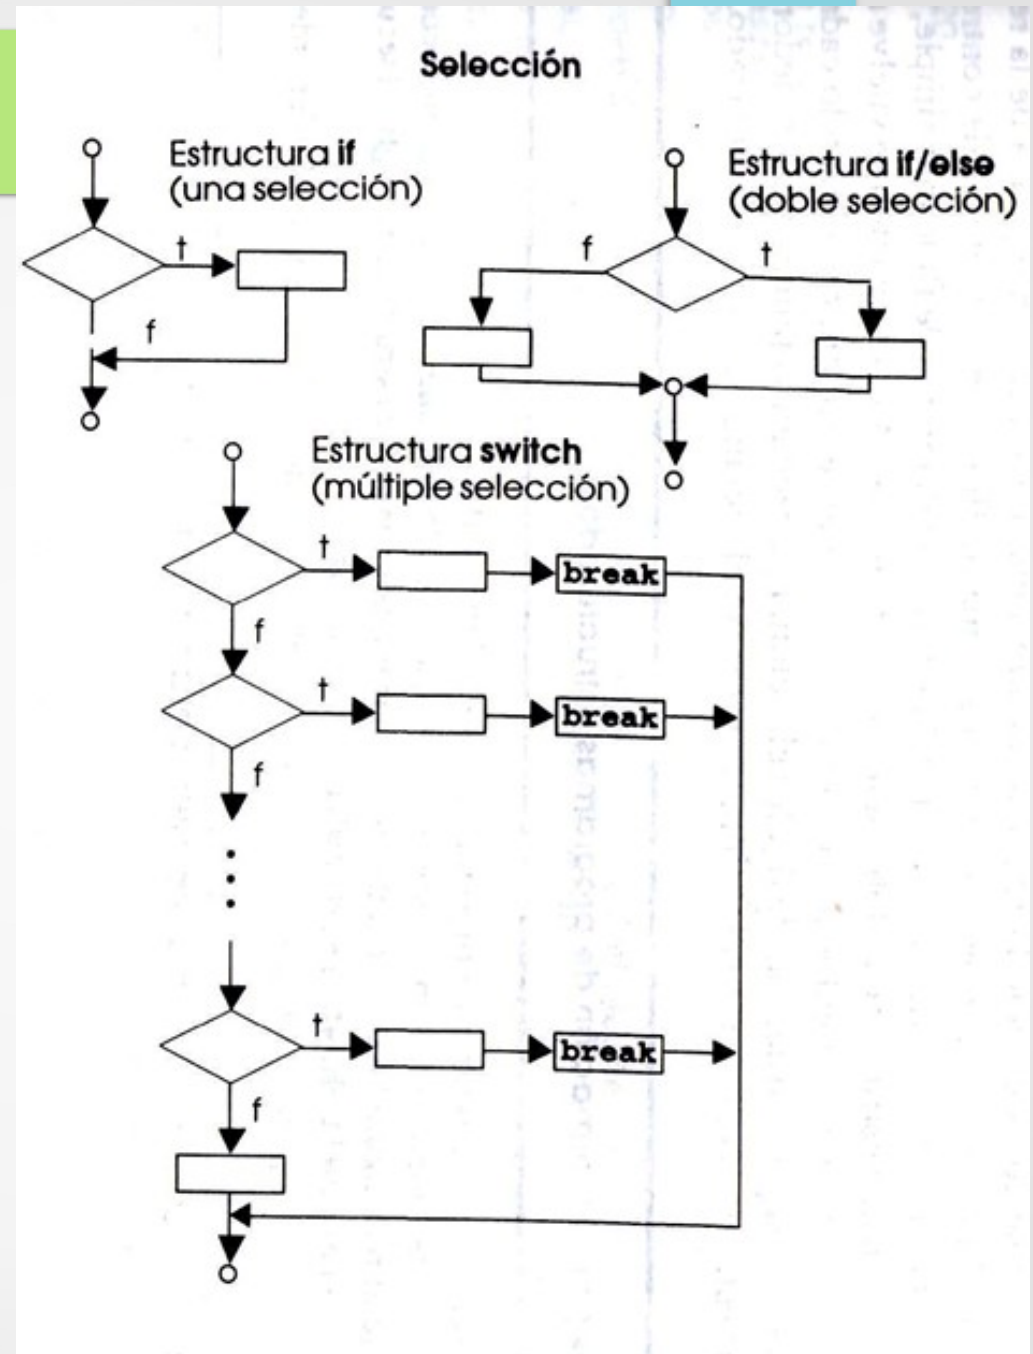 Selección
Estructura if
(una selección)
t
f
Estructura if/else
(doble selección)
f
t
Estructura switch
(múltiple selección)
t
break
f
t
break
f
t
break
f